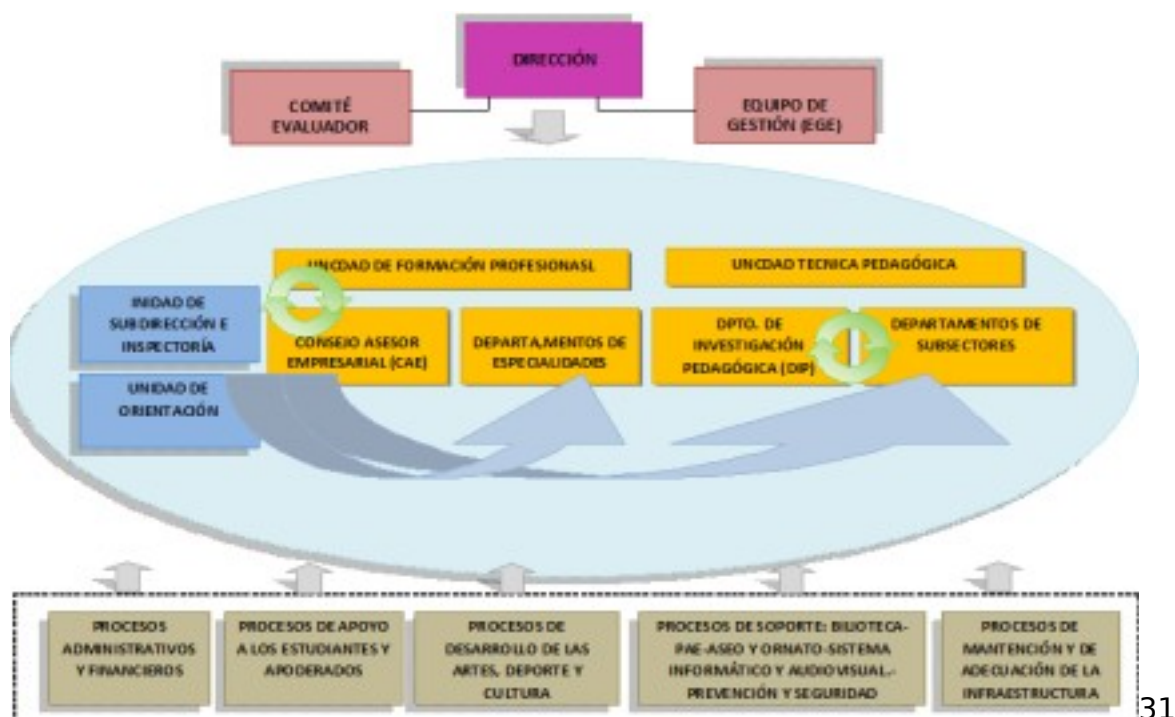 DIRECCIÓN
COMITÉ
EVALUADOR
EQUIPO DE
GESTIÓN (EGE)
UNCDAD DE FORMACIÓN PROFESIONASL
UNCDAD TECNICA PEDAGÓGICA
INIDAD DE
SUBDIRECCIÓN E
INSPECTORÍA
CONSEJO ASESOR
EMPRESARIAL (CAE)
DEPARTA,MENTOS DE
ESPECIALIDADES
DPTO. DE
INVESTIGACIÓN
PEDAGÓGICA (DIP)
DEPARTAMENTOS DE
SUBSECTORES
UNIDAD DE
ORIENTACIÓN
PROCESOS
ADMINISTRATIVOS
Y FINANCIEROS
PROCESOS DE APOYO
A LOS ESTUDIANTES Y
APODERADOS
PROCESOS DE
DESARROLLO DE LAS
ARTES, DEPORTE Y
CULTURA
PROCESOS DE SOPORTE: BILIOTECA-
PAE-ASEO Y ORNATO-SISTEMA
INFORMÁTICO Y AUDIOVISUAL.-
PREVENCIÓN Y SEGURIDAD
PROCESOS DE
MANTENCIÓN Y DE
ADECUACIÓN DE LA
INFRAESTRUCTURA
31